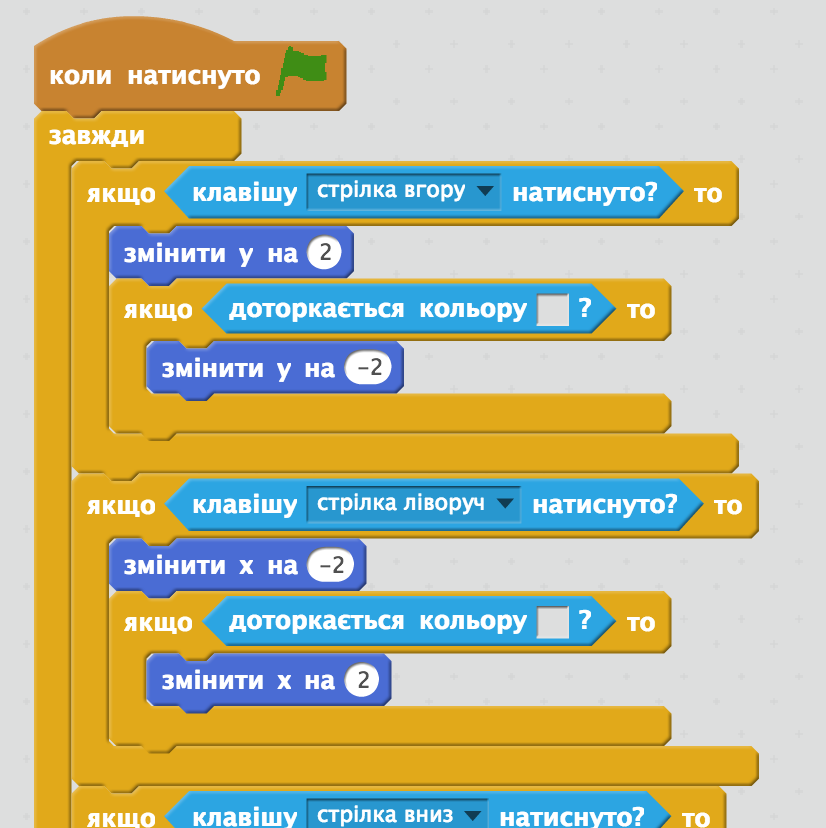 коли натиснуто
завжди
якщо клавішу стрілка вгору натиснуто? то
змінити y на 2
якщо доторкається кольору ? то
змінити y на -2
якщо клавішу стрілка ліворуч натиснуто? то
змінити x на -2
якщо доторкається кольору ? то
змінити x на 2
якщо клавішу стрілка вниз натиснуто? то